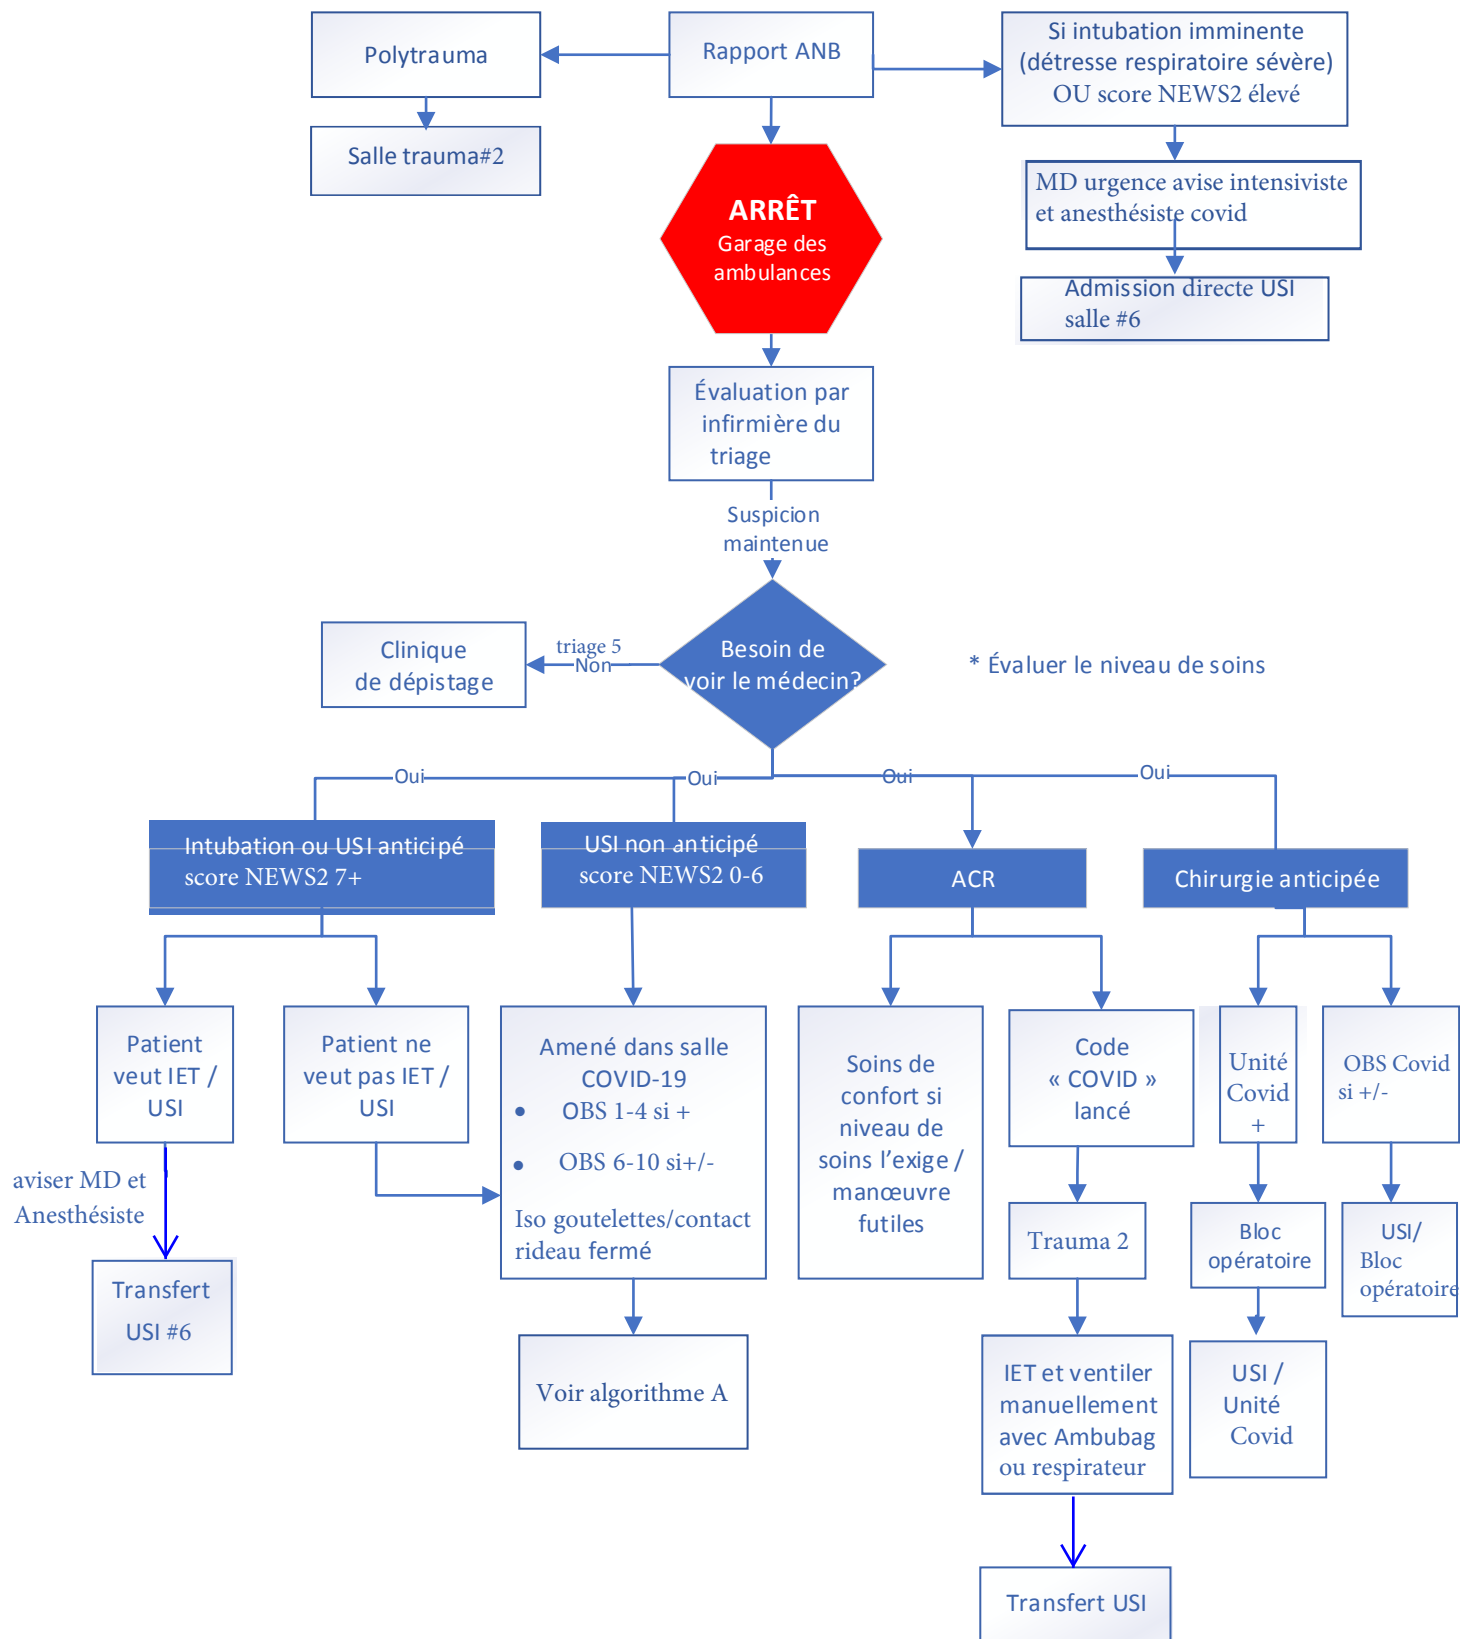 Polytrauma
Rapport ANB
Si intubation imminente
(détresse respiratoire sévère)
OU score NEWS2 élevé
Salle trauma#2
ARRÊT
Garage des
ambulances
MD urgence avise intensiviste
et anesthésiste covid
Admission directe USI
salle #6
Évaluation par
infirmière du
triage
Suspicion
maintenue
Clinique
de dépistage
triage 5
Non
Besoin de
voir le médecin?
* Évaluer le niveau de soins
Oui
Oui
Oui
Oui
Intubation ou USI anticipé
score NEWS2 7+
USI non anticipé
score NEWS2 0-6
ACR
Chirurgie anticipée
Patient
veut IET /
USI
Patient ne
veut pas IET /
USI
Amené dans salle
COVID-19
• OBS 1-4 si +
• OBS 6-10 si+/-
Iso goutelettes/contact
rideau fermé
Soins de
confort si
niveau de
soins l’exige /
manœuvre
futiles
Code
« COVID »
lancé
Unité
Covid
+
OBS Covid
si +/-
aviser MD et
Anesthésiste
Transfert
USI #6
Trauma 2
Bloc
opératoire
USI/
Bloc
opératoire
Voir algorithme A
IET et ventiler
manuellement
avec Ambubag
ou respirateur
USI /
Unité
Covid
Transfert USI